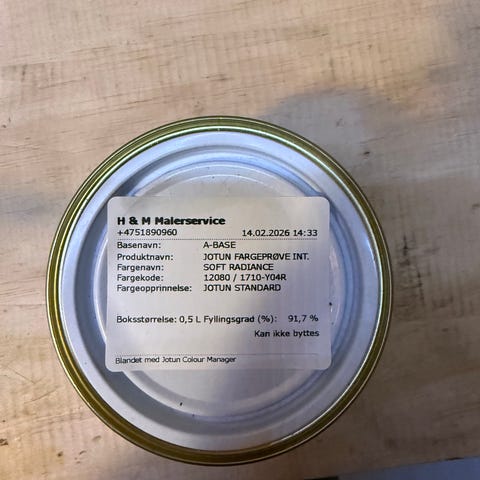 H & M Malerservice
+4751890960 14.02.2026 14:33
Basenavn: A-BASE
Produktnavn: JOTUN FARGEPRØVE INT.
Fargenavn: SOFT RADIANCE
Fargekode: 12080 / 1710-Y04R
Fargeopprinnelse: JOTUN STANDARD
Boksstørrelse: 0,5 L Fyllingsgrad (%): 91,7 %
Kan ikke byttes
Blandet med Jotun Colour Manager